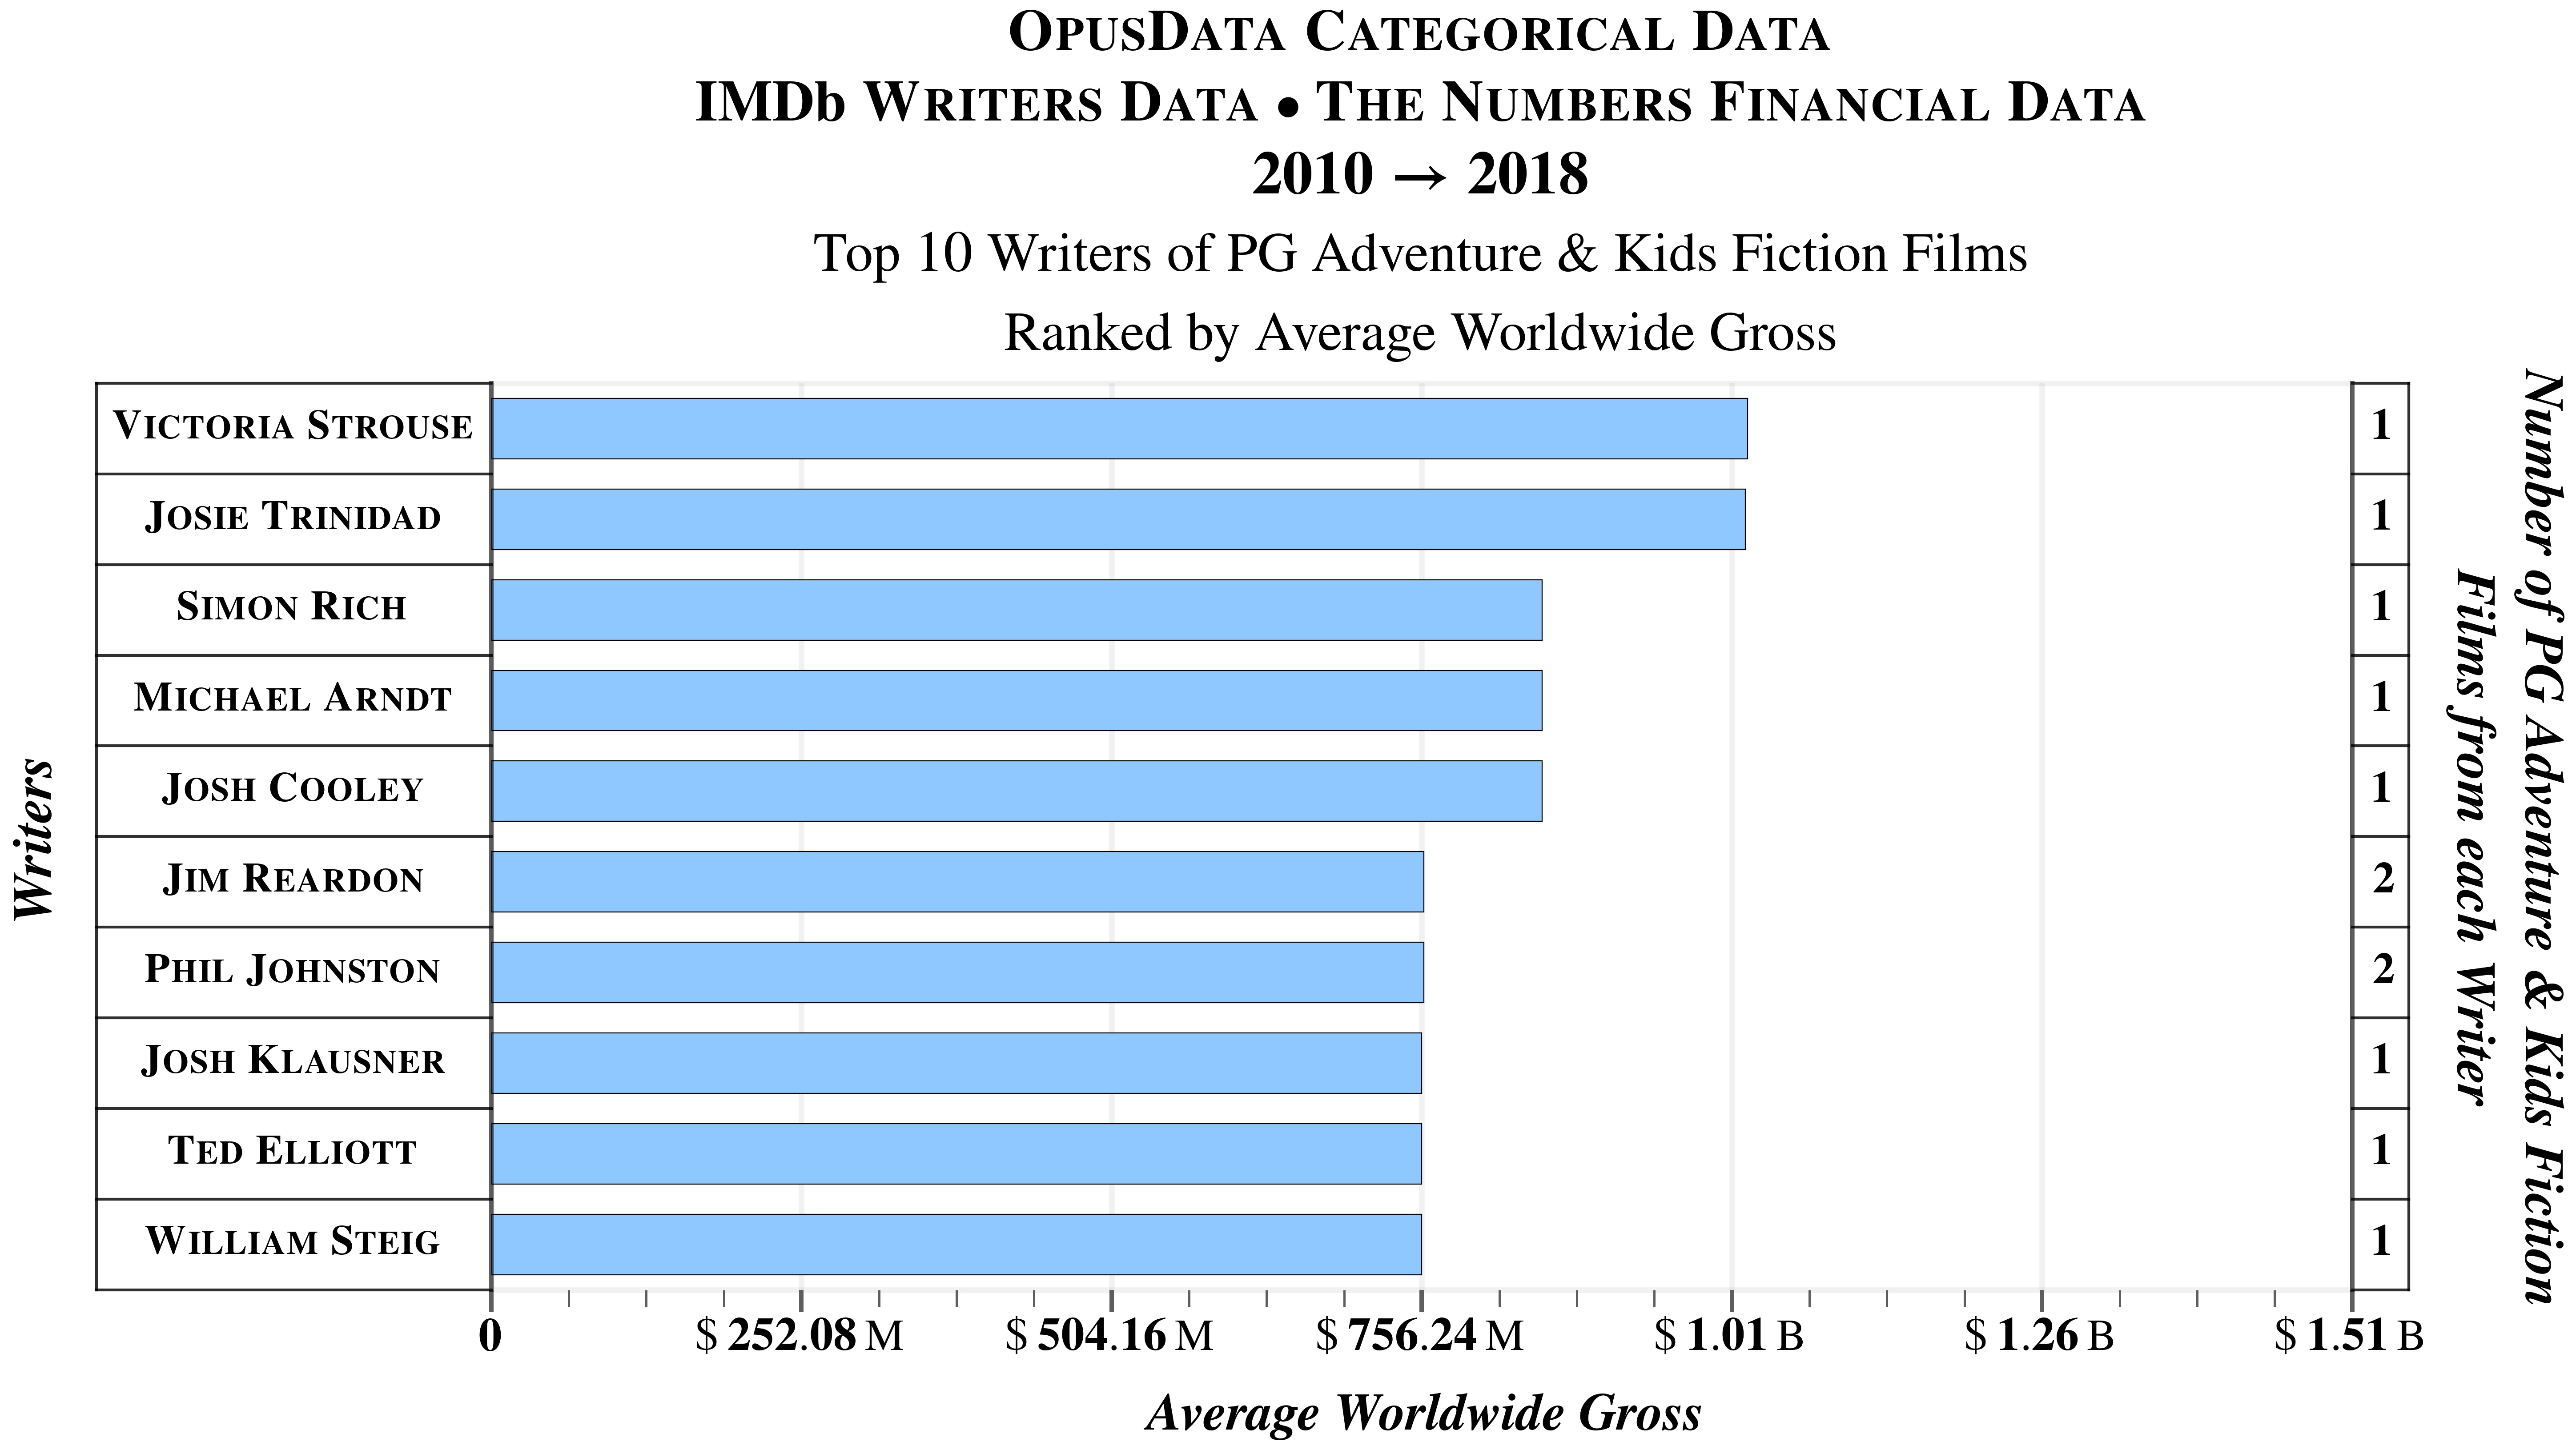 OPUSDATA CATEGORICAL DATA
IMDb WRITERS DATA • THE NUMBERS FINANCIAL DATA
2010 → 2018
Top 10 Writers of PG Adventure & Kids Fiction Films
Ranked by Average Worldwide Gross
Writers
VICTORIA STROUSE 1
JOSIE TRINIDAD 1
SIMON RICH 1
MICHAEL ARNDT 1
JOSH COOLEY 1
JIM REARDON 2
PHIL JOHNSTON 2
JOSH KLAUSNER 1
TED ELLIOTT 1
WILLIAM STEIG 1
Number of PG Adventure & Kids Fiction
Films from each Writer
0 $ 252.08 M $ 504.16 M $ 756.24 M $ 1.01 B $ 1.26 B $ 1.51 B
Average Worldwide Gross